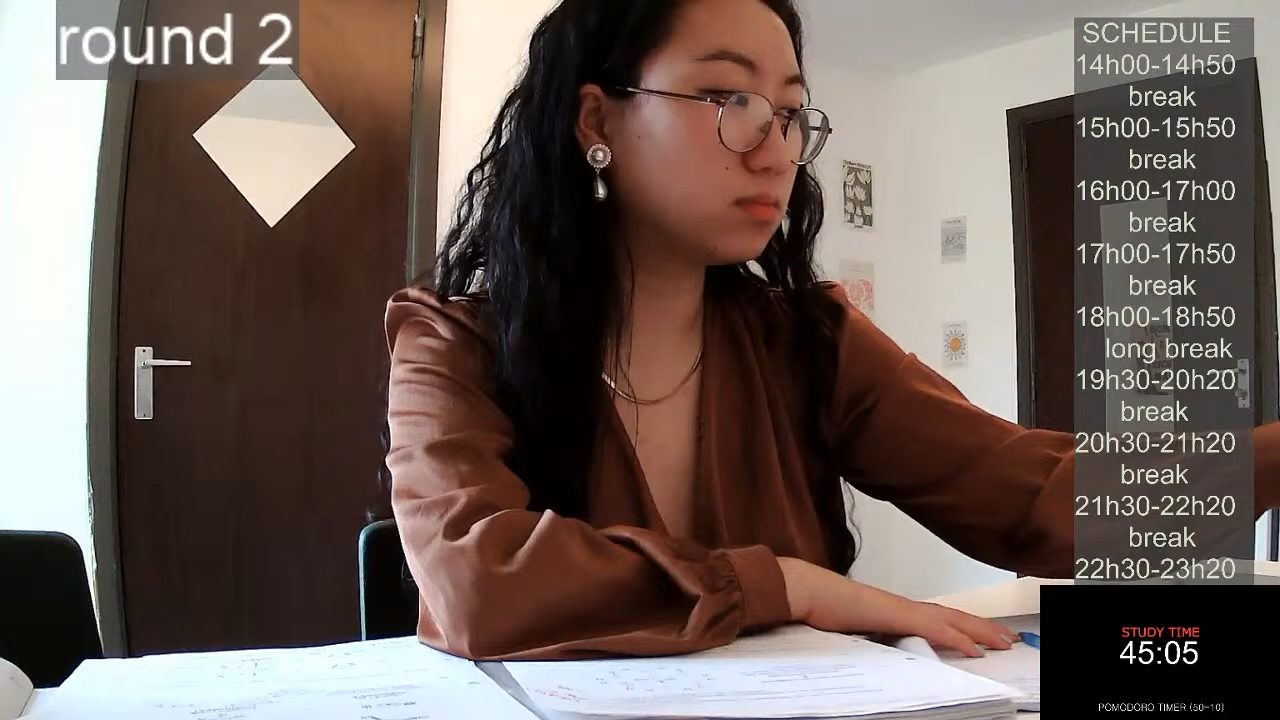 round 2
SCHEDULE
14h00-14h50
break
15h00-15h50
break
16h00-17h00
break
17h00-17h50
break
18h00-18h50
long break
19h30-20h20
break
20h30-21h20
break
21h30-22h20
break
22h30-23h20
STUDY TIME
45:05
POMODORO TIMER (50-10)